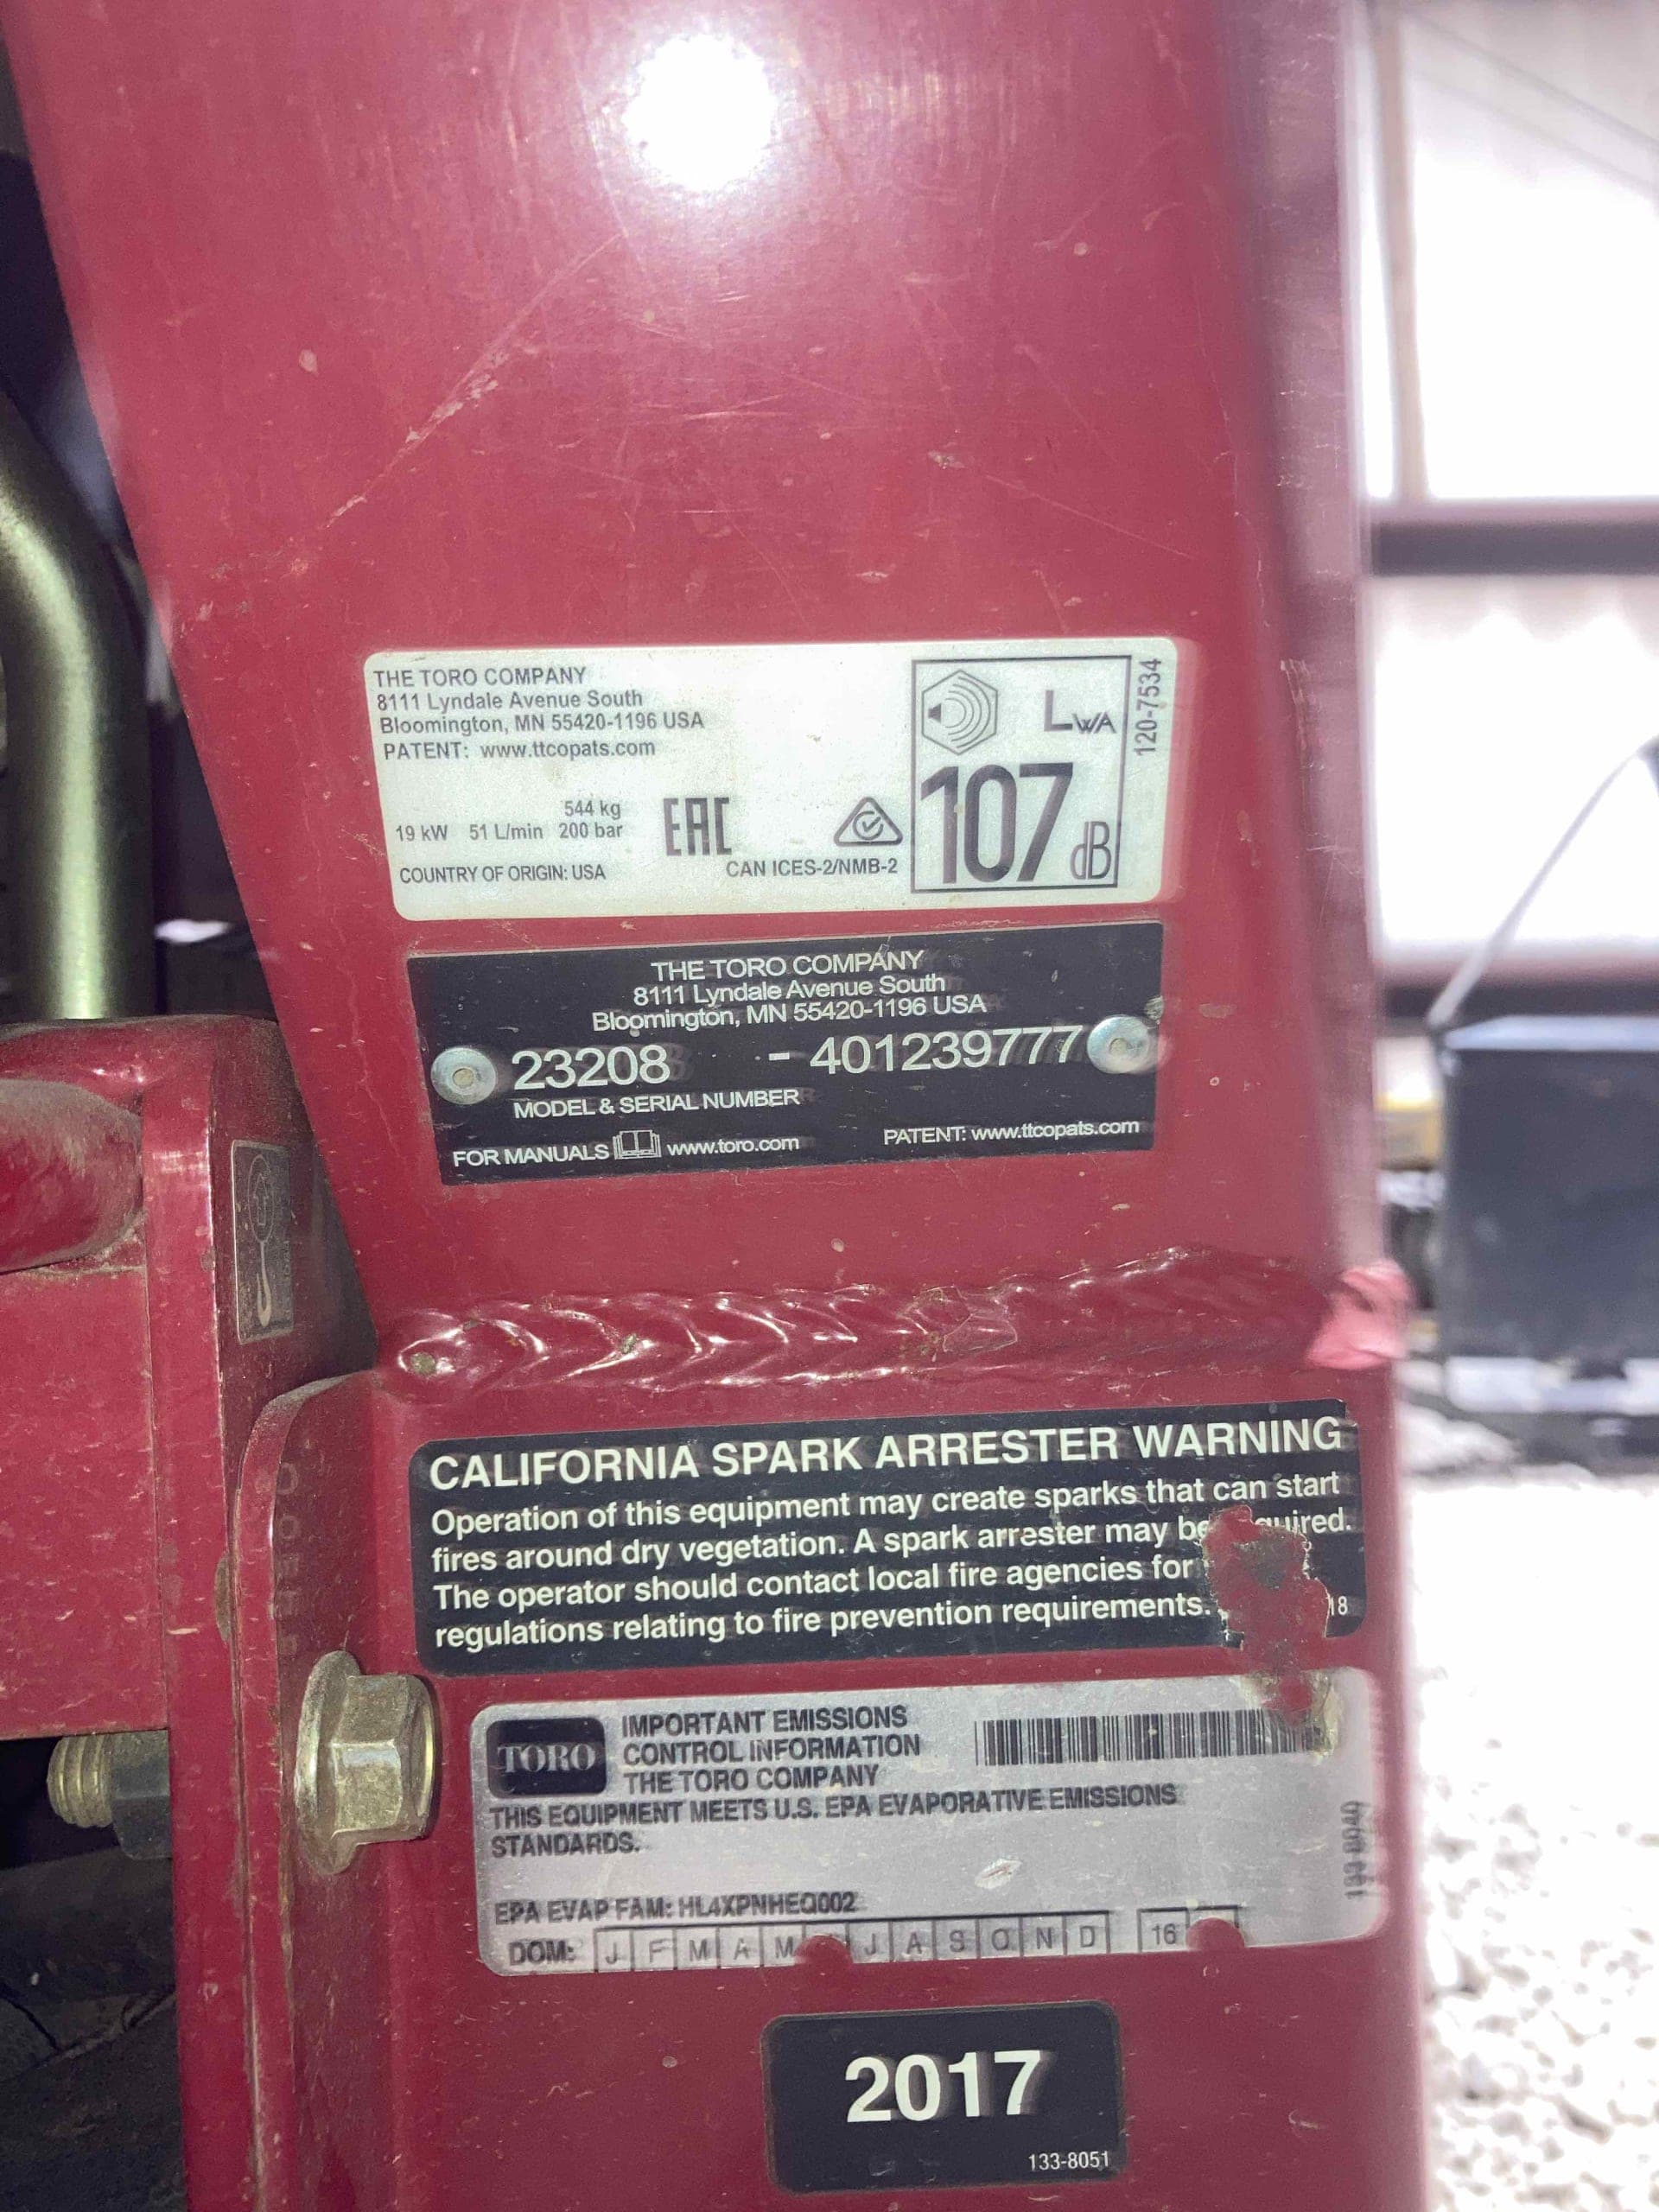 THE TORO COMPANY
8111 Lyndale Avenue South
Bloomington, MN 55420-1196 USA
PATENT: www.ttcopats.com
544 kg
19 kW 51 L/min 200 bar
EAC
COUNTRY OF ORIGIN: USA
CAN ICES-2/NMB-2
LWA
107 dB
120-7534
THE TORO COMPANY
8111 Lyndale Avenue South
Bloomington, MN 55420-1196 USA
23208 - 401239777
MODEL & SERIAL NUMBER
FOR MANUALS www.toro.com
PATENT: www.ttcopats.com
CALIFORNIA SPARK ARRESTER WARNING
Operation of this equipment may create sparks that can start
fires around dry vegetation. A spark arrester may be quired.
The operator should contact local fire agencies for
regulations relating to fire prevention requirements.
18
TORO
IMPORTANT EMISSIONS
CONTROL INFORMATION
THE TORO COMPANY
THIS EQUIPMENT MEETS U.S. EPA EVAPORATIVE EMISSIONS
STANDARDS.
EPA EVAP FAM: HL4XPNHEQ002
DOM: J F M A M J A S O N D 16
2017
133-8051